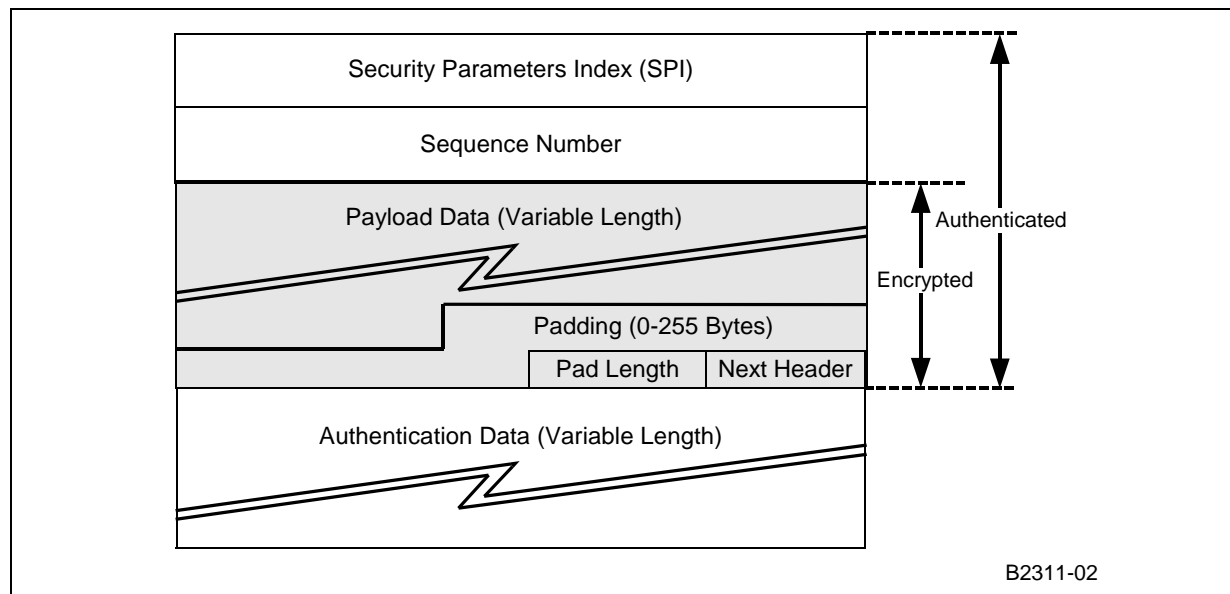 Security Parameters Index (SPI)
Sequence Number
Payload Data (Variable Length)
Authenticated
Encrypted
Padding (0-255 Bytes)
Pad Length
Next Header
Authentication Data (Variable Length)
B2311-02